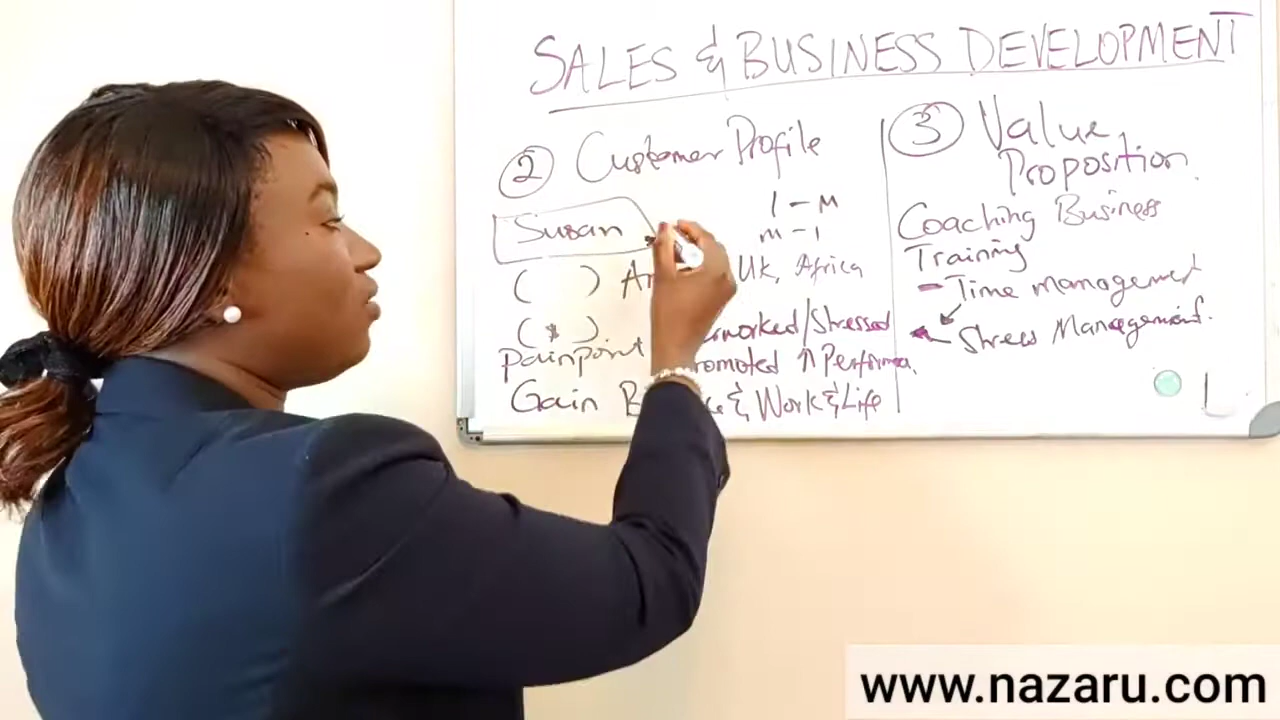 SALES & BUSINESS DEVELOPMENT
② Customer Profile
Susan
1 - M
M - 1
( ) UK, Africa
( )
Painpoint /Stressed
↑ Performa
Gain & Work & Life
③ Value
Proposition
Coaching Business
Training
- Time management
- Stress Management.
www.nazaru.com